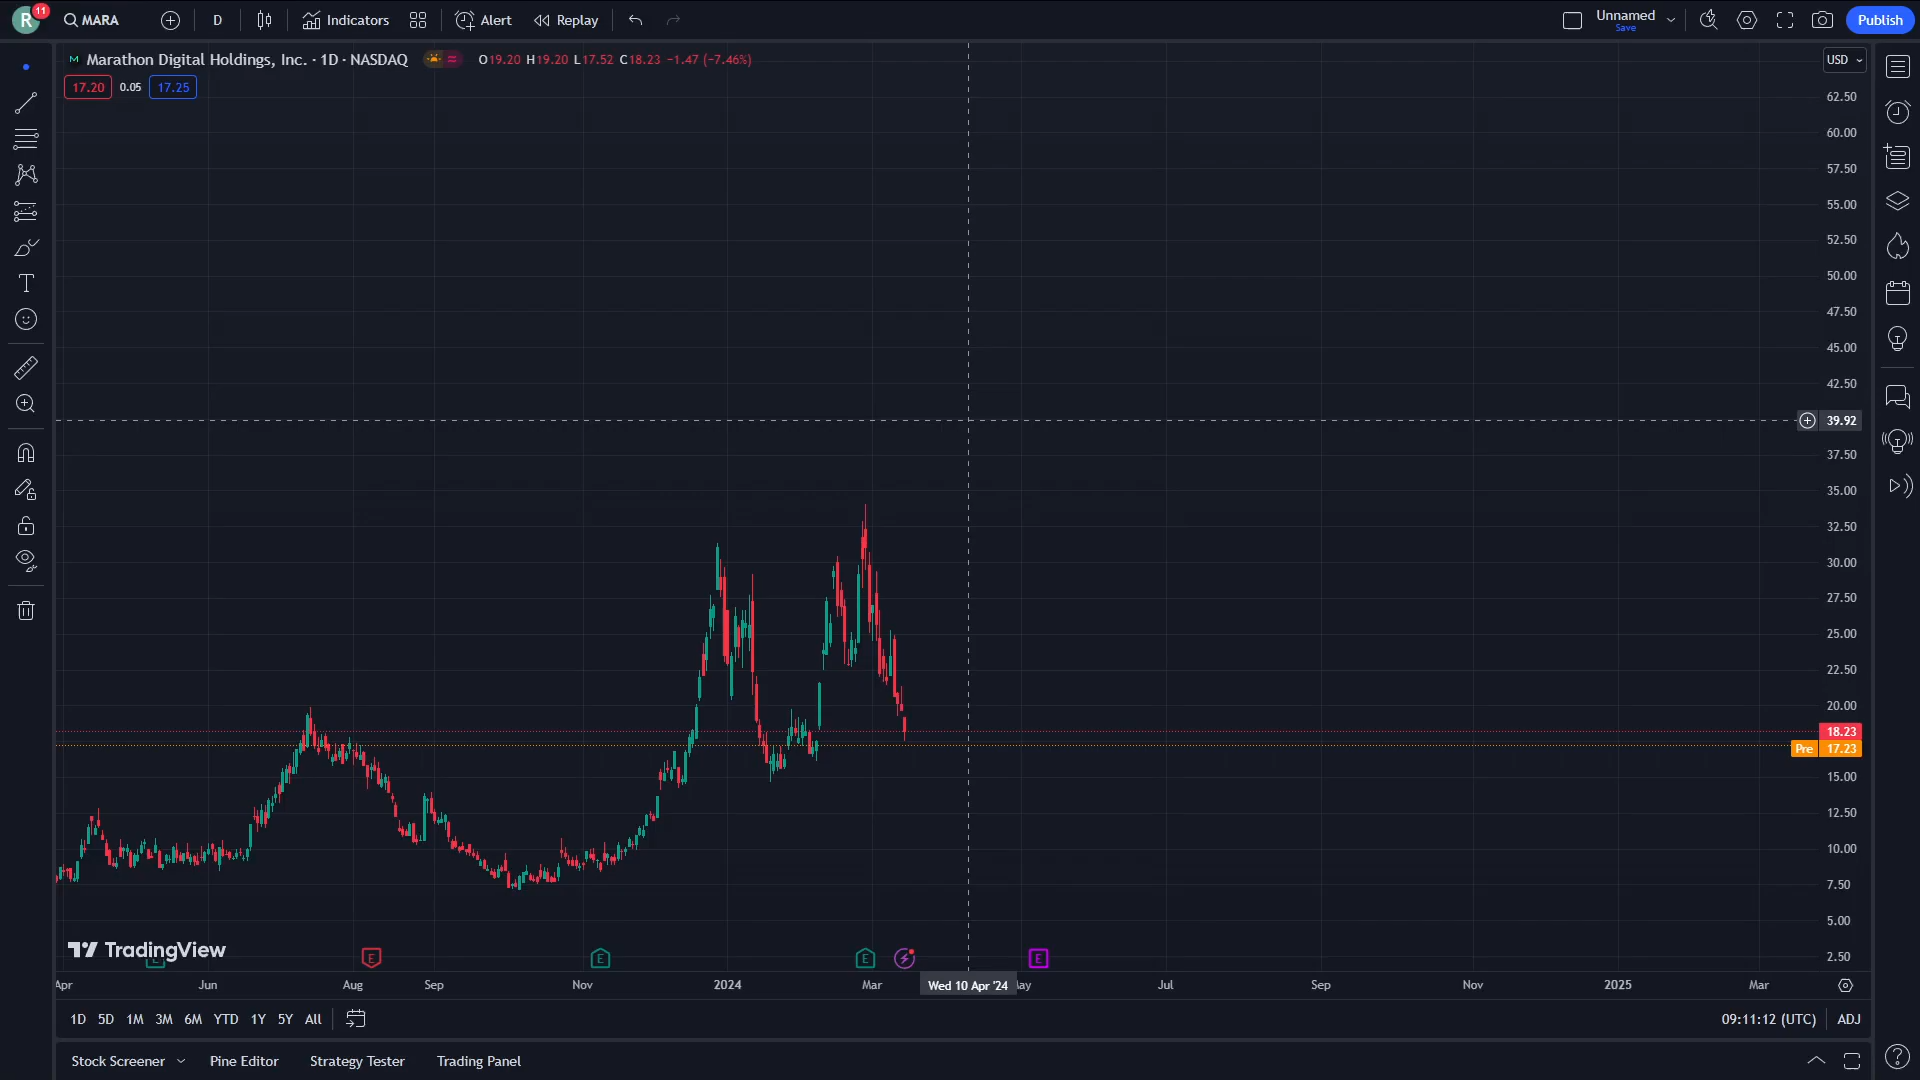 R 11 MARA D Indicators Alert Replay Unnamed Save Publish
Marathon Digital Holdings, Inc. · 1D · NASDAQ O19.20 H19.20 L17.52 C18.23 −1.47 (−7.46%) USD
17.20 0.05 17.25
62.50
60.00
57.50
55.00
52.50
50.00
47.50
45.00
42.50
39.92
37.50
35.00
32.50
30.00
27.50
25.00
22.50
20.00
18.23
Pre 17.23
15.00
12.50
10.00
7.50
5.00
TradingView
E E E E E
2.50
Apr Jun Aug Sep Nov 2024 Mar Wed 10 Apr '24 ay Jul Sep Nov 2025 Mar
1D 5D 1M 3M 6M YTD 1Y 5Y All 09:11:12 (UTC) ADJ
Stock Screener Pine Editor Strategy Tester Trading Panel